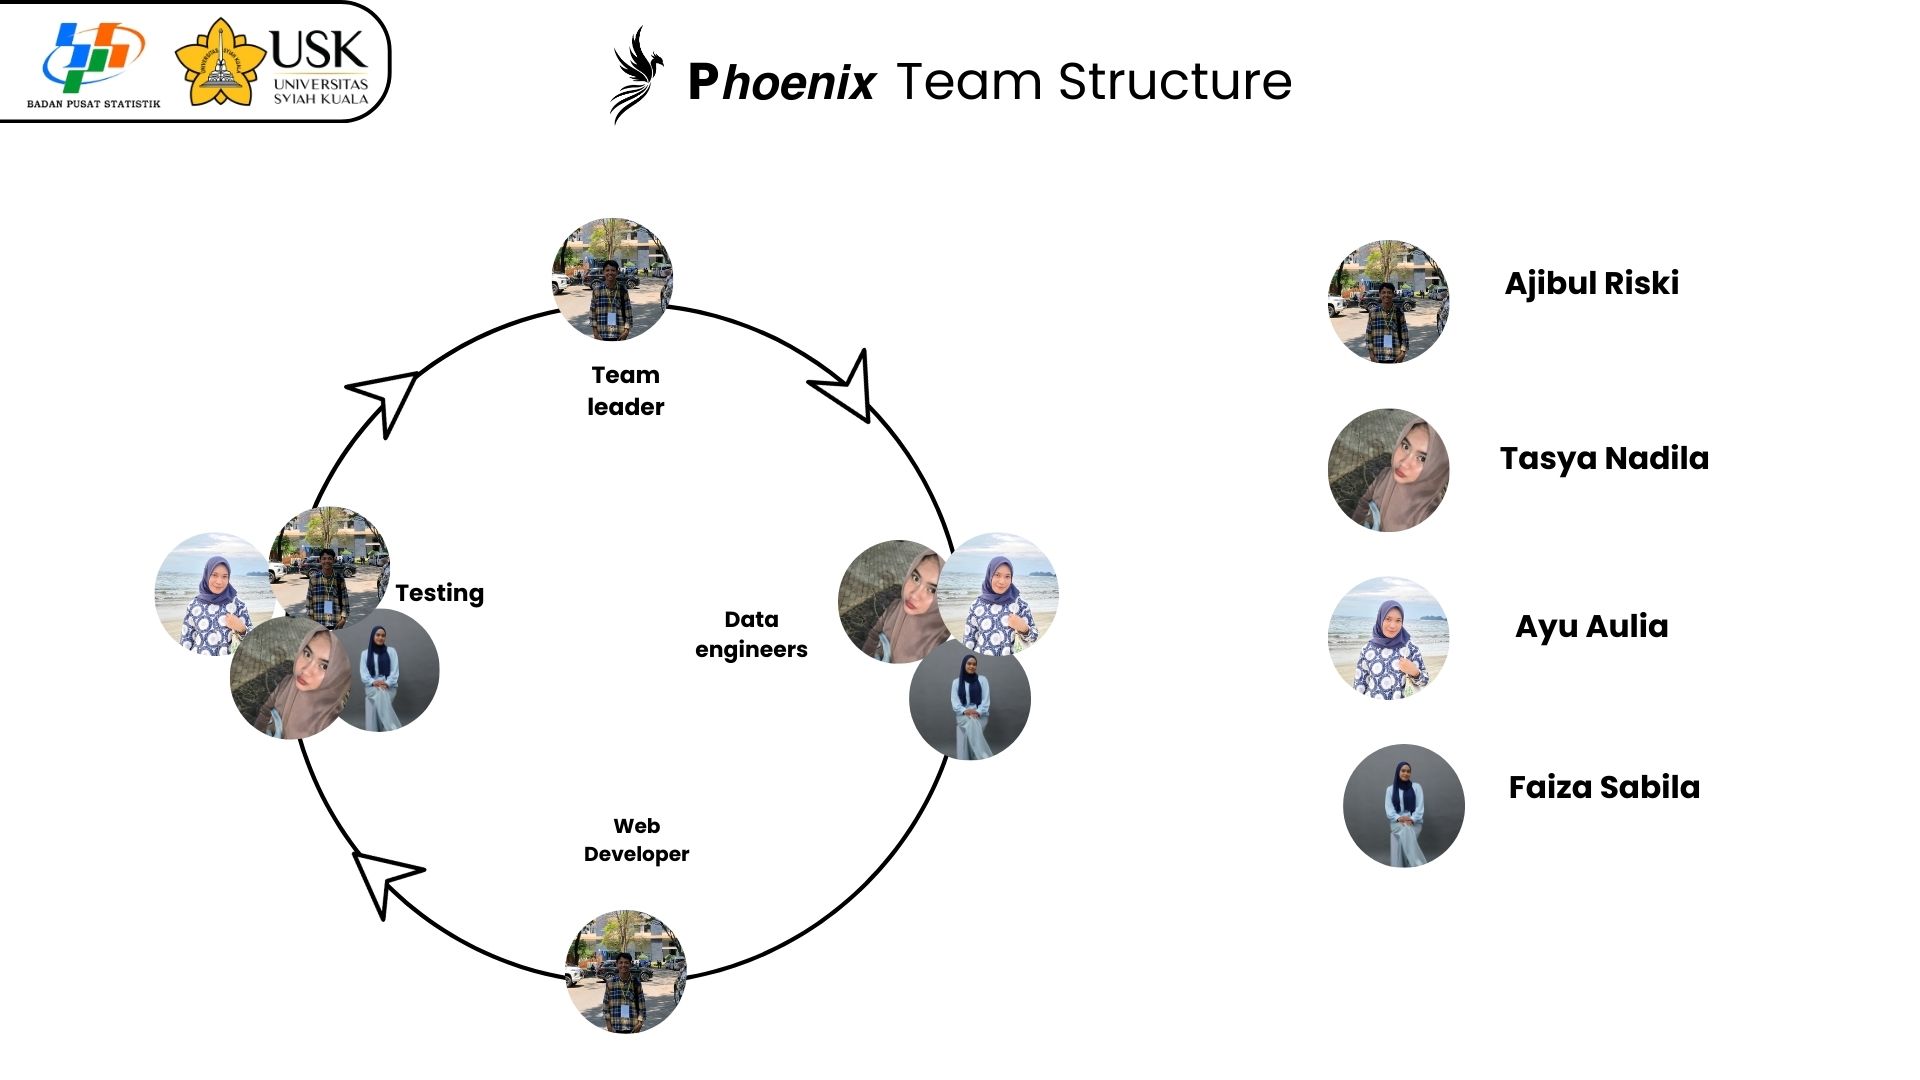 BADAN PUSAT STATISTIK
USK
UNIVERSITAS
SYIAH KUALA
Phoenix Team Structure
Team
leader
Testing
Data
engineers
Web
Developer
Ajibul Riski
Tasya Nadila
Ayu Aulia
Faiza Sabila